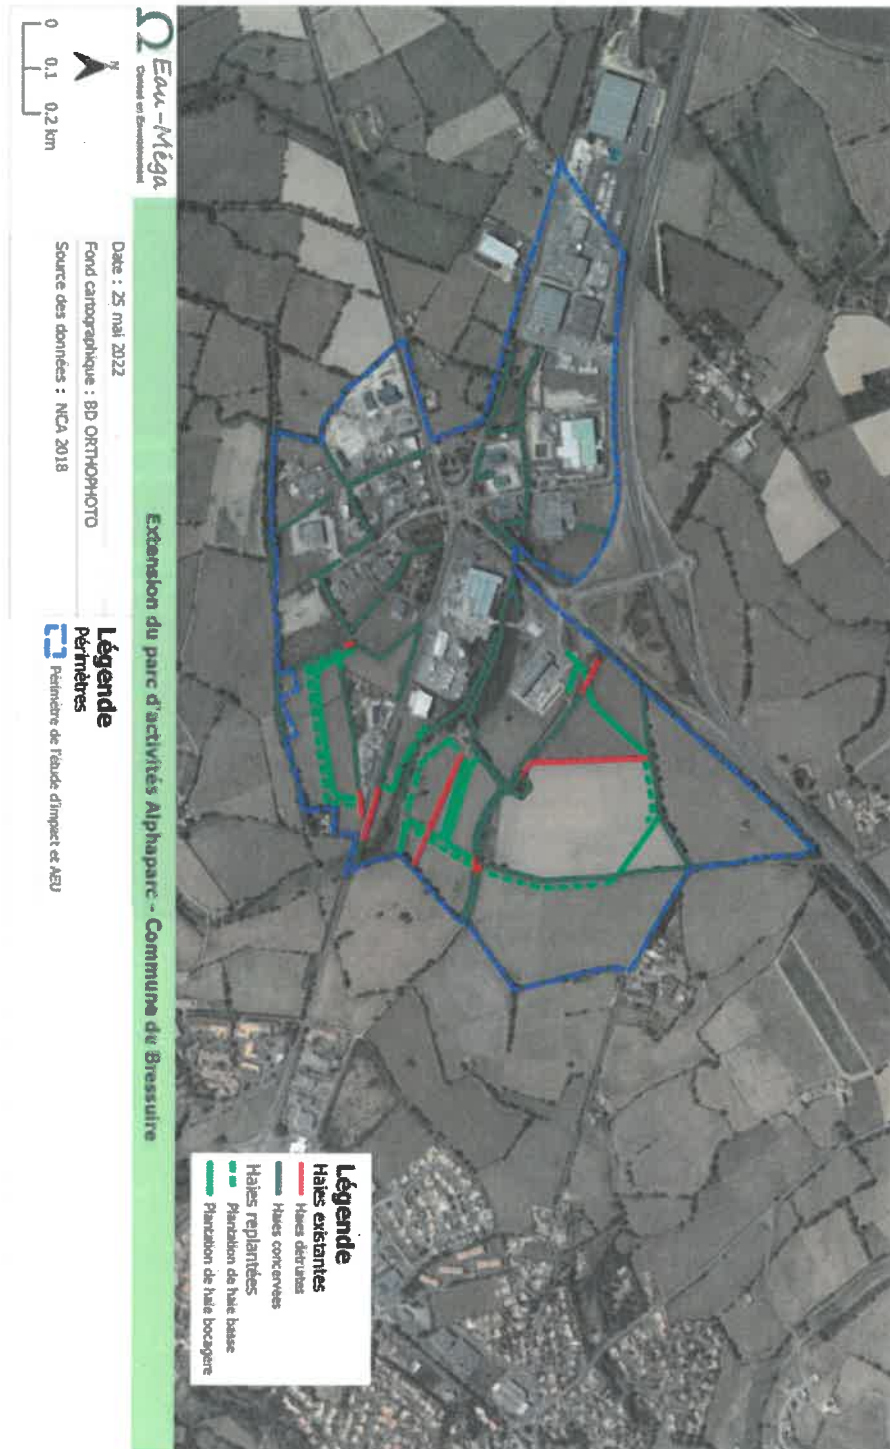 Légende
Haies existantes
Haies détruites
Haies concervées
Haies replantées
Plantation de haie basse
Plantation de haie bocagère
Extension du parc d'activités Alphaparc - Commune de Bressuire
Eau-Méga
Conseil en Environnement
N
0 0.1 0.2 km
Date : 25 mai 2022
Fond cartographique : BD ORTHOPHOTO
Source des données : NCA 2018
Légende
Périmètres
Périmètre de l'étude d'impact et AEU